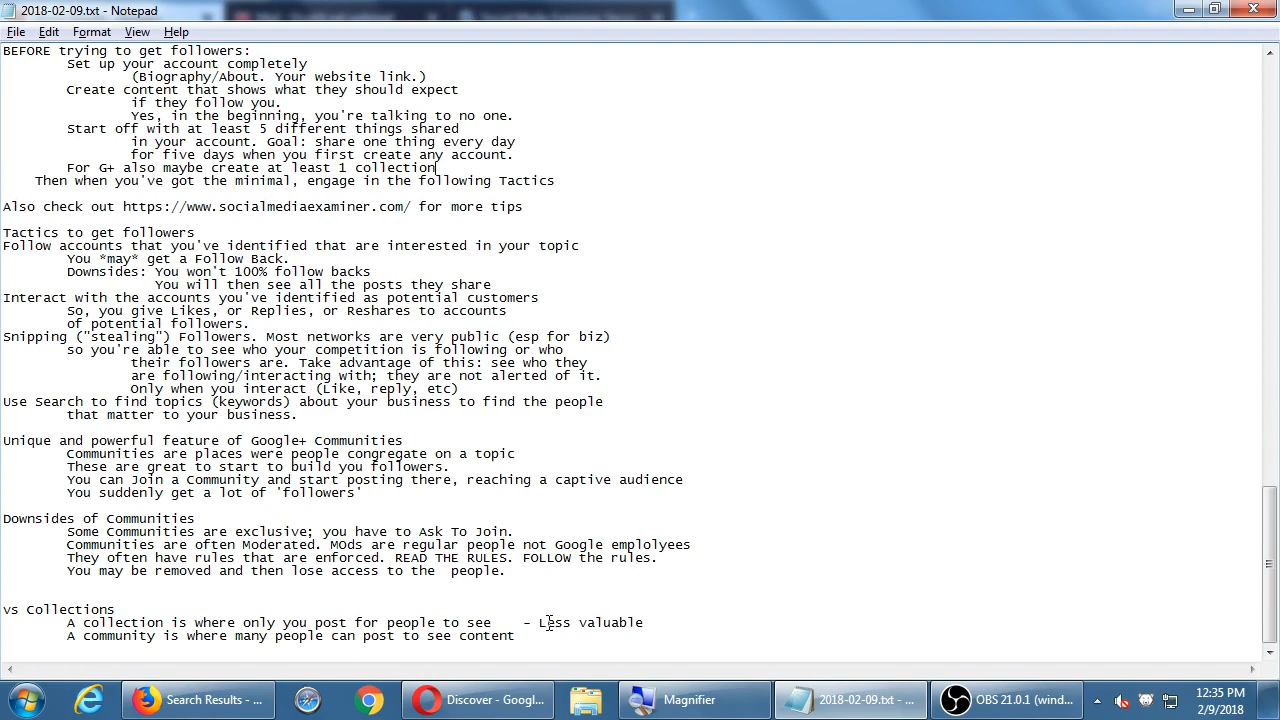 2018-02-09.txt - Notepad
File Edit Format View Help
BEFORE trying to get followers:
Set up your account completely
(Biography/About. Your website link.)
Create content that shows what they should expect
if they follow you.
Yes, in the beginning, you're talking to no one.
Start off with at least 5 different things shared
in your account. Goal: share one thing every day
for five days when you first create any account.
For G+ also maybe create at least 1 collection
Then when you've got the minimal, engage in the following Tactics
Also check out https://www.socialmediaexaminer.com/ for more tips
Tactics to get followers
Follow accounts that you've identified that are interested in your topic
You *may* get a Follow Back.
Downsides: You won't 100% follow backs
You will then see all the posts they share
Interact with the accounts you've identified as potential customers
So, you give Likes, or Replies, or Reshares to accounts
of potential followers.
Snipping ("stealing") Followers. Most networks are very public (esp for biz)
so you're able to see who your competition is following or who
their followers are. Take advantage of this: see who they
are following/interacting with; they are not alerted of it.
Only when you interact (Like, reply, etc)
Use Search to find topics (keywords) about your business to find the people
that matter to your business.
Unique and powerful feature of Google+ Communities
Communities are places were people congregate on a topic
These are great to start to build you followers.
You can Join a Community and start posting there, reaching a captive audience
You suddenly get a lot of 'followers'
Downsides of Communities
Some Communities are exclusive; you have to Ask To Join.
Communities are often Moderated. MOds are regular people not Google emplolyees
They often have rules that are enforced. READ THE RULES. FOLLOW the rules.
You may be removed and then lose access to the  people.
vs Collections
A collection is where only you post for people to see - Less valuable
A community is where many people can post to see content
Search Results - ...
Discover - Googl...
Magnifier
2018-02-09.txt - ...
OBS 21.0.1 (wind...
12:35 PM
2/9/2018